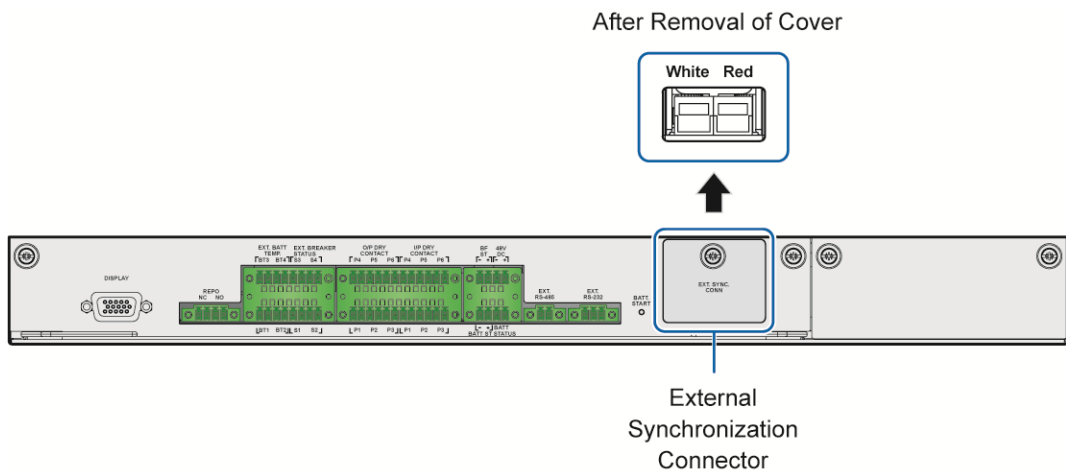 After Removal of Cover
White Red
EXT. BATT TEMP. EXT. BREAKER STATUS
BT3 BT4 S3 S4
O/P DRY CONTACT I/P DRY CONTACT
P4 P5 P6 P4 P5 P6
BF ST 48V DC
- + - +
DISPLAY
REPO
NC NO
EXT. RS-485
EXT. RS-232
BATT. START
EXT. SYNC. CONN
BT1 BT2 S1 S2
P1 P2 P3 P1 P2 P3
- + BATT
BATT ST STATUS
External
Synchronization
Connector